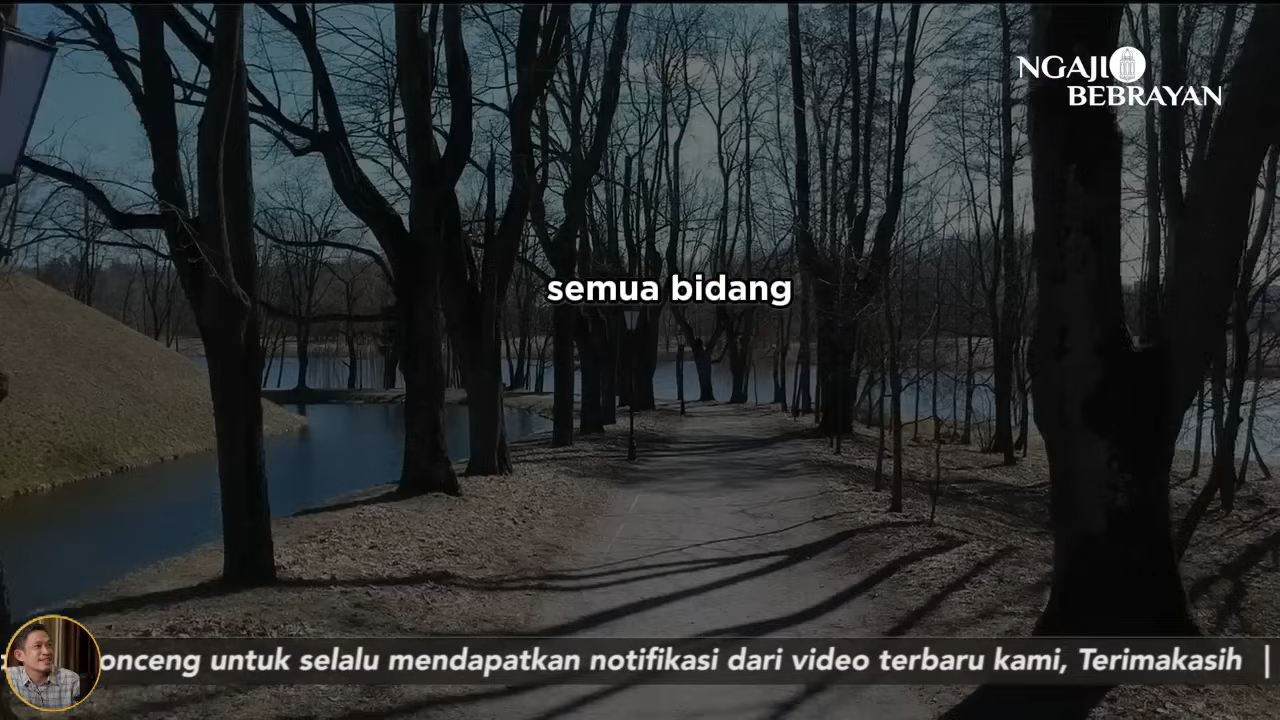 NGAJI
BEBRAYAN
semua bidang
onceng untuk selalu mendapatkan notifikasi dari video terbaru kami, Terimakasih |